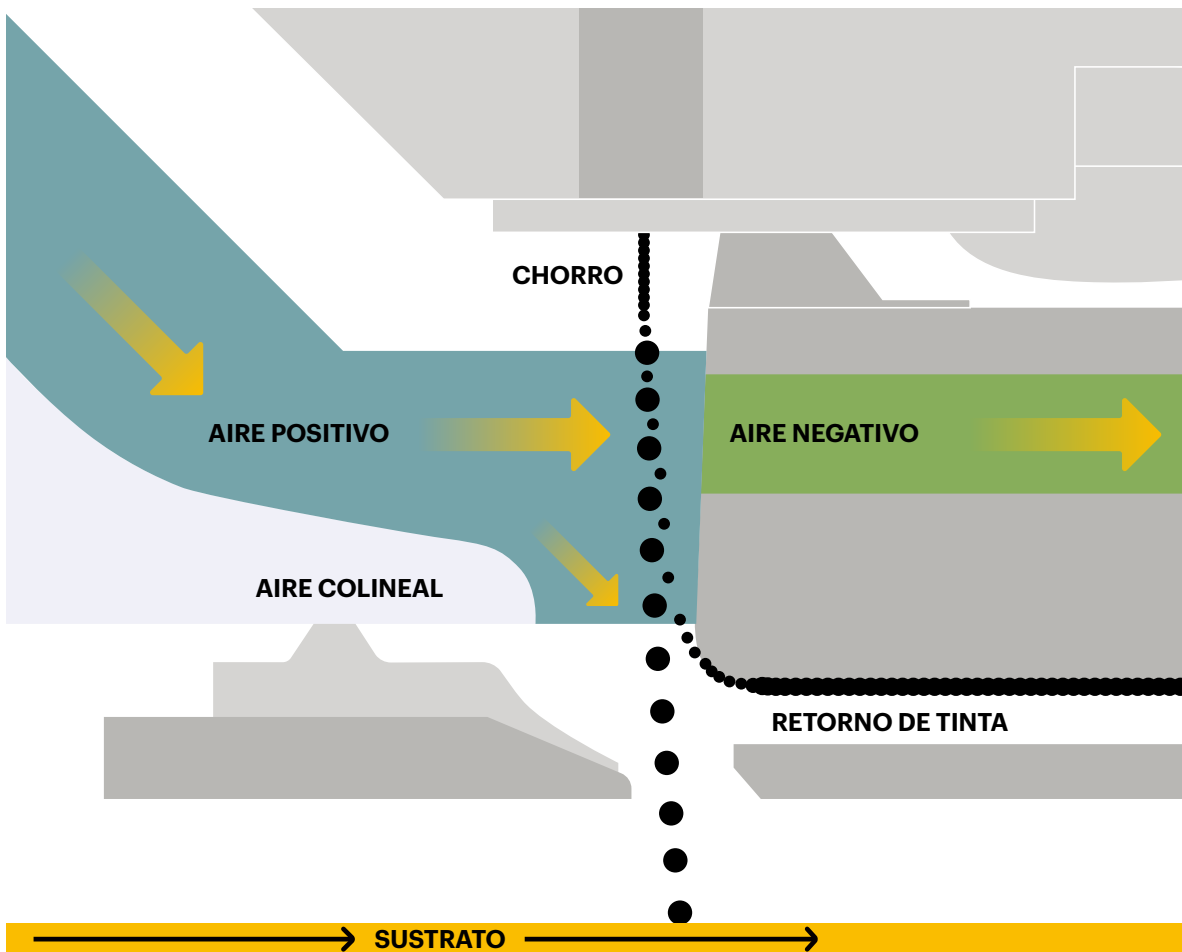 CHORRO
AIRE POSITIVO
AIRE NEGATIVO
AIRE COLINEAL
RETORNO DE TINTA
SUSTRATO